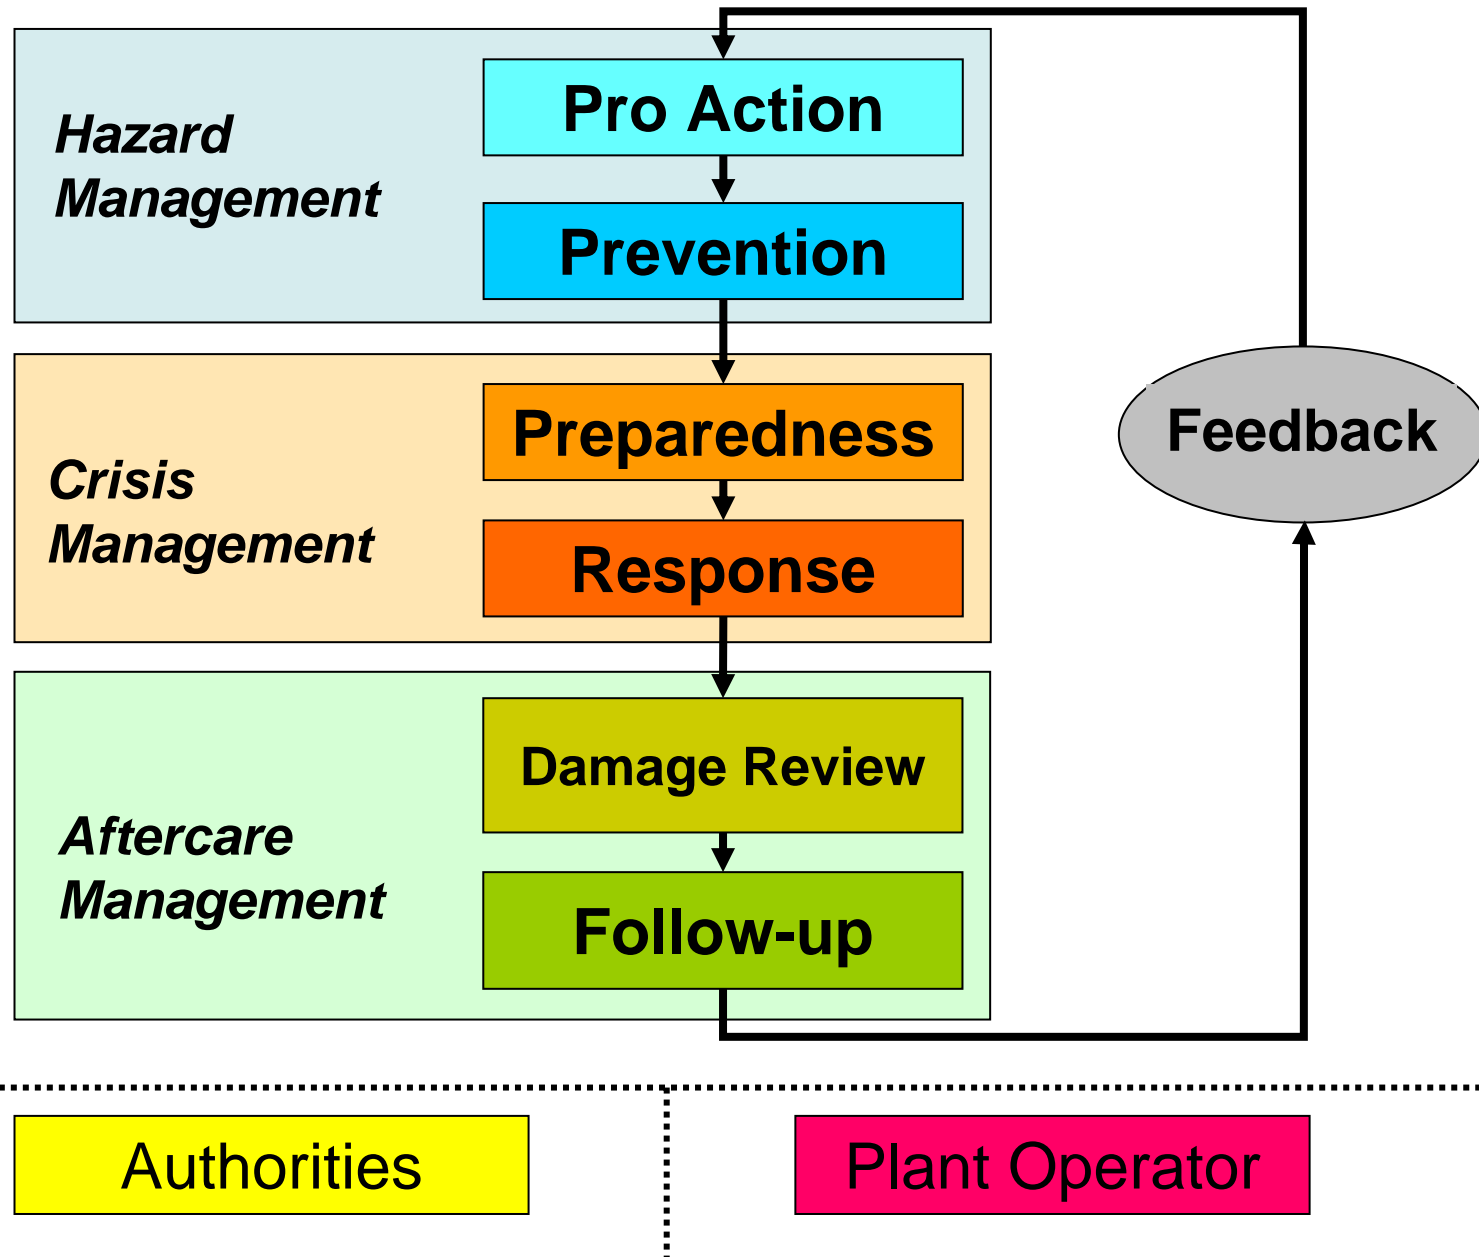 Hazard
Management
Pro Action
Prevention
Crisis
Management
Preparedness
Response
Feedback
Aftercare
Management
Damage Review
Follow-up
Authorities
Plant Operator